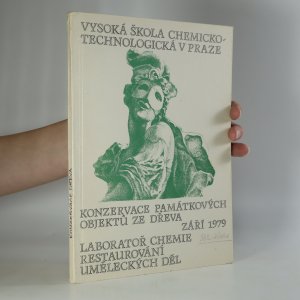 VYSOKÁ ŠKOLA CHEMICKO-
TECHNOLOGICKÁ V PRAZE
KONZERVACE PAMÁTKOVÝCH
OBJEKTŮ ZE DŘEVA
ZÁŘÍ 1979
LABORATOŘ CHEMIE
RESTAUROVÁNÍ
UMĚLECKÝCH DĚL